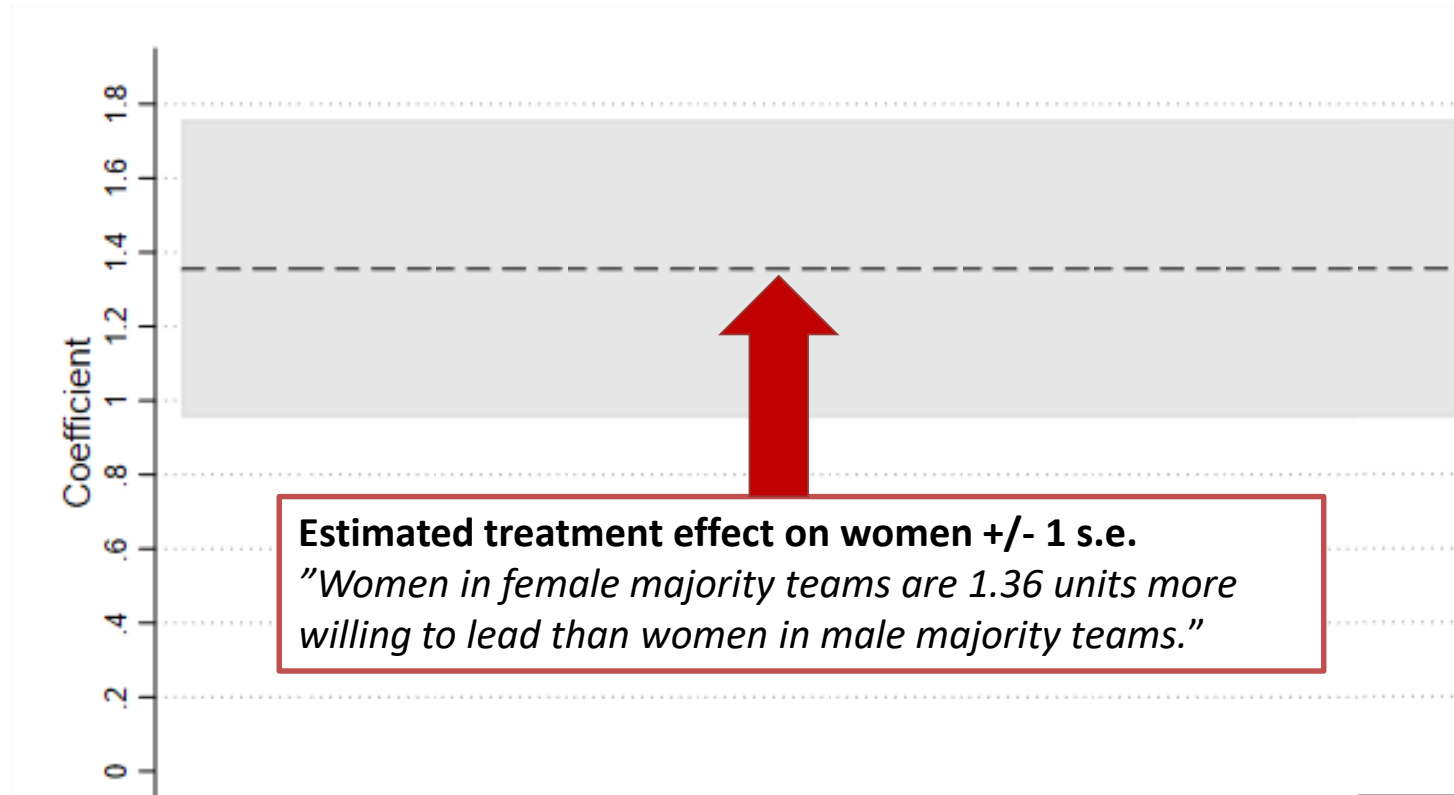 1.8
1.6
1.4
1.2
1
.8
.6
.4
.2
0
Coefficient
Estimated treatment effect on women +/- 1 s.e.
”Women in female majority teams are 1.36 units more
willing to lead than women in male majority teams.”